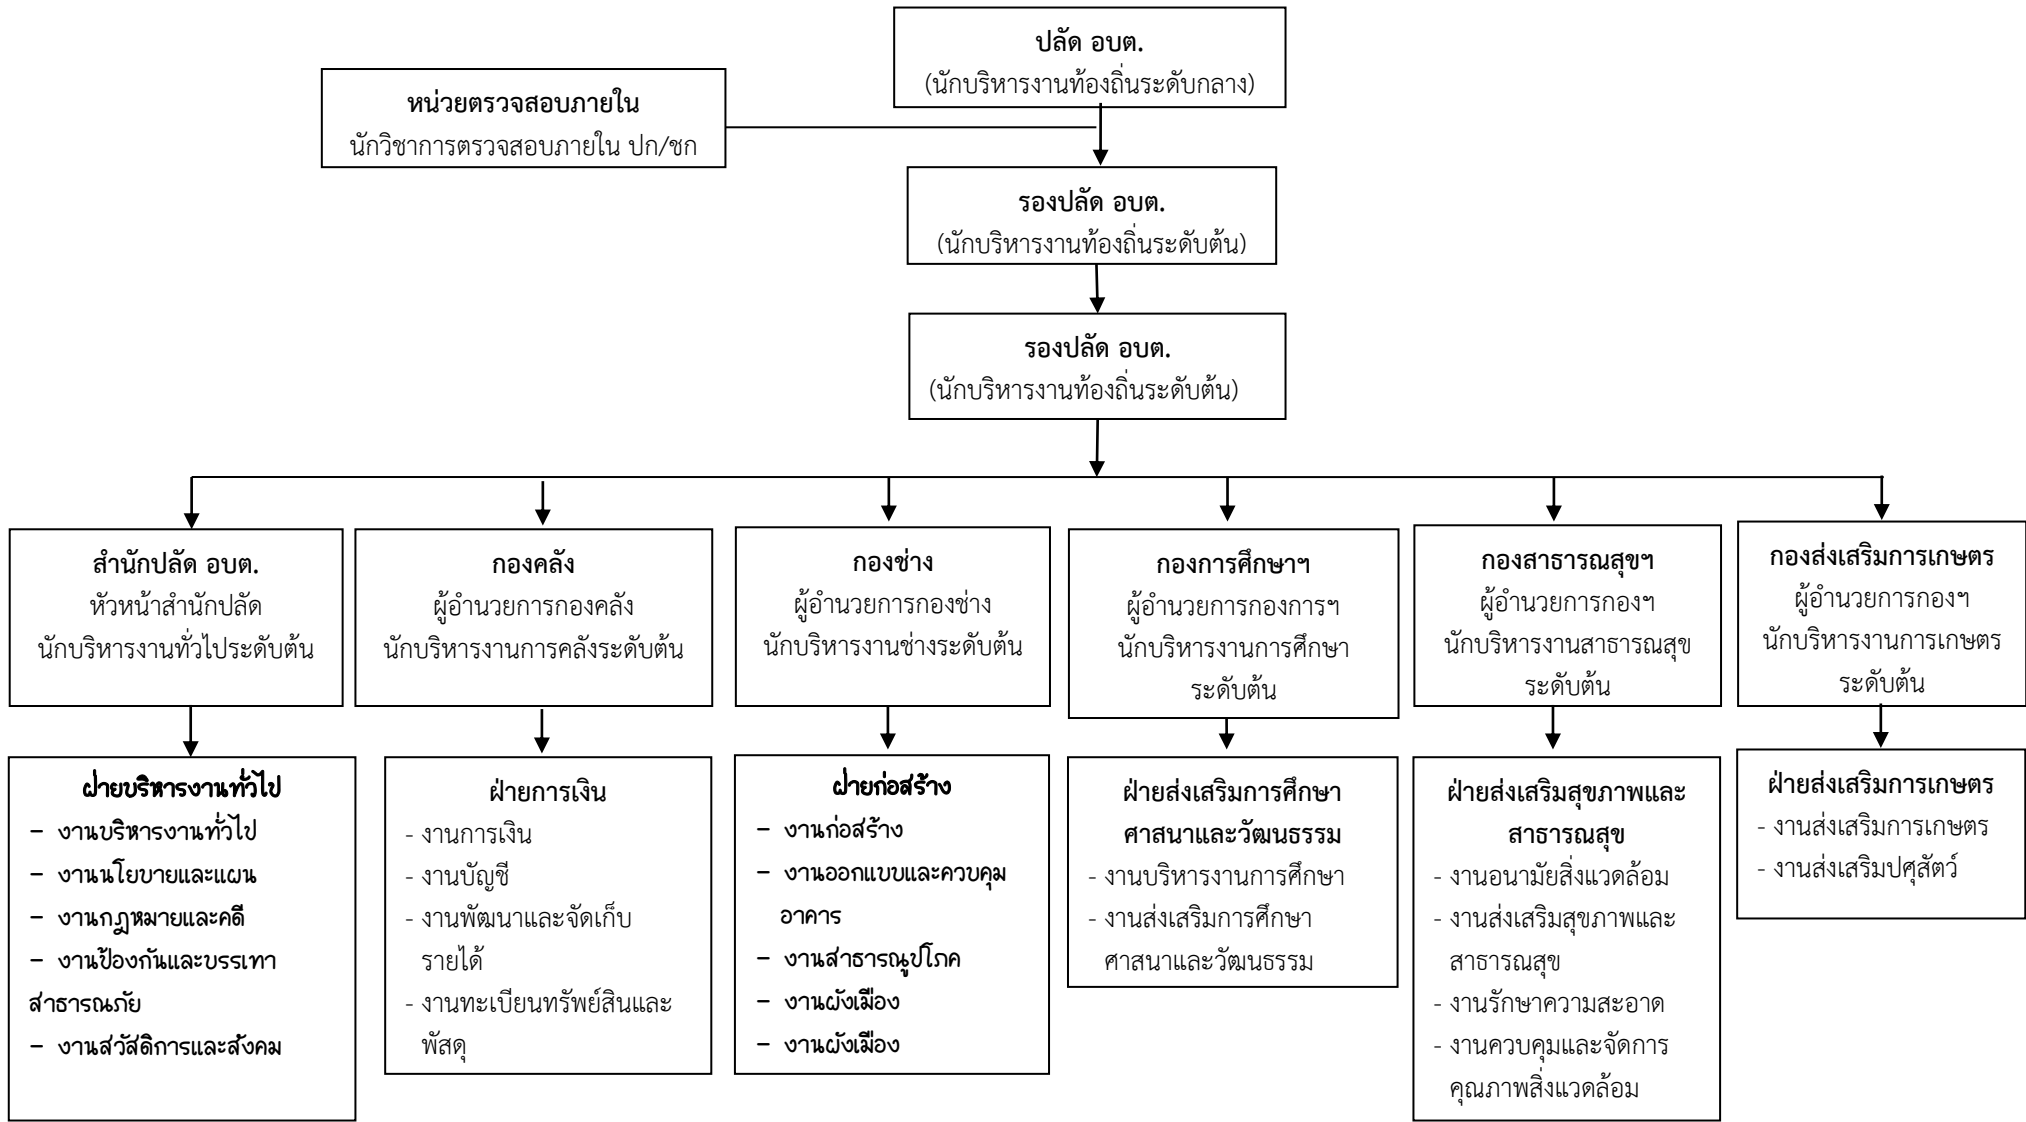 ปลัด อบต.
(นักบริหารงานท้องถิ่นระดับกลาง)
หน่วยตรวจสอบภายใน
นักวิชาการตรวจสอบภายใน ปก/ชก
รองปลัด อบต.
(นักบริหารงานท้องถิ่นระดับต้น)
รองปลัด อบต.
(นักบริหารงานท้องถิ่นระดับต้น)
สำนักปลัด อบต.
หัวหน้าสำนักปลัด
นักบริหารงานทั่วไประดับต้น
กองคลัง
ผู้อำนวยการกองคลัง
นักบริหารงานการคลังระดับต้น
กองช่าง
ผู้อำนวยการกองช่าง
นักบริหารงานช่างระดับต้น
กองการศึกษาฯ
ผู้อำนวยการกองการฯ
นักบริหารงานการศึกษา
ระดับต้น
กองสาธารณสุขฯ
ผู้อำนวยการกองฯ
นักบริหารงานสาธารณสุข
ระดับต้น
กองส่งเสริมการเกษตร
ผู้อำนวยการกองฯ
นักบริหารงานการเกษตร
ระดับต้น
ฝ่ายบริหารงานทั่วไป
- งานบริหารงานทั่วไป
- งานนโยบายและแผน
- งานกฎหมายและคดี
- งานป้องกันและบรรเทา
สาธารณภัย
- งานสวัสดิการและสังคม
ฝ่ายการเงิน
- งานการเงิน
- งานบัญชี
- งานพัฒนาและจัดเก็บ
รายได้
- งานทะเบียนทรัพย์สินและ
พัสดุ
ฝ่ายก่อสร้าง
- งานก่อสร้าง
- งานออกแบบและควบคุม
อาคาร
- งานสาธารณูปโภค
- งานผังเมือง
- งานผังเมือง
ฝ่ายส่งเสริมการศึกษา
ศาสนาและวัฒนธรรม
- งานบริหารงานการศึกษา
- งานส่งเสริมการศึกษา
ศาสนาและวัฒนธรรม
ฝ่ายส่งเสริมสุขภาพและ
สาธารณสุข
- งานอนามัยสิ่งแวดล้อม
- งานส่งเสริมสุขภาพและ
สาธารณสุข
- งานรักษาความสะอาด
- งานควบคุมและจัดการ
คุณภาพสิ่งแวดล้อม
ฝ่ายส่งเสริมการเกษตร
- งานส่งเสริมการเกษตร
- งานส่งเสริมปศุสัตว์